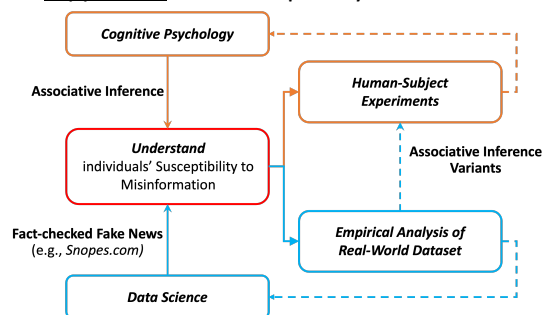 Cognitive Psychology
Associative Inference
Human-Subject
Experiments
Understand
individuals' Susceptibility to
Misinformation
Associative Inference
Variants
Fact-checked Fake News
(e.g., Snopes.com)
Empirical Analysis of
Real-World Dataset
Data Science